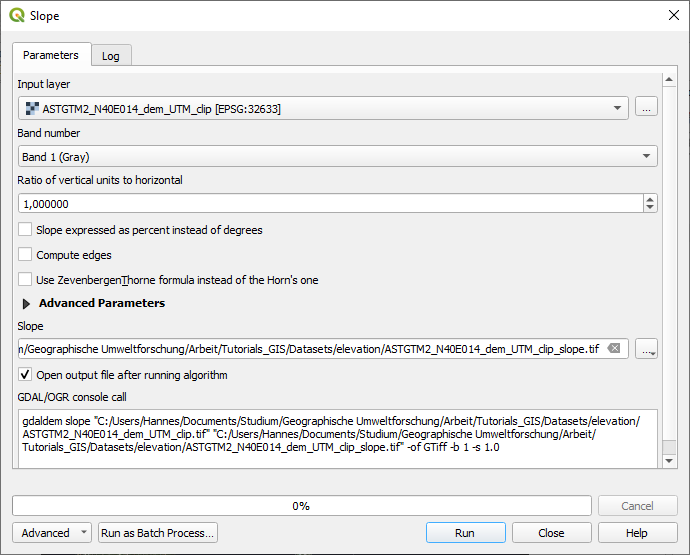 Slope
Parameters
Log
Input layer
ASTGTM2_N40E014_dem_UTM_clip [EPSG:32633]
...
Band number
Band 1 (Gray)
Ratio of vertical units to horizontal
1,000000
Slope expressed as percent instead of degrees
Compute edges
Use ZevenbergenThorne formula instead of the Horn's one
Advanced Parameters
Slope
n/Geographische Umweltforschung/Arbeit/Tutorials_GIS/Datasets/elevation/ASTGTM2_N40E014_dem_UTM_clip_slope.tif
...
Open output file after running algorithm
GDAL/OGR console call
gdaldem slope "C:/Users/Hannes/Documents/Studium/Geographische Umweltforschung/Arbeit/Tutorials_GIS/Datasets/elevation/
ASTGTM2_N40E014_dem_UTM_clip.tif" "C:/Users/Hannes/Documents/Studium/Geographische Umweltforschung/Arbeit/
Tutorials_GIS/Datasets/elevation/ASTGTM2_N40E014_dem_UTM_clip_slope.tif" -of GTiff -b 1 -s 1.0
0%
Cancel
Advanced
Run as Batch Process...
Run
Close
Help